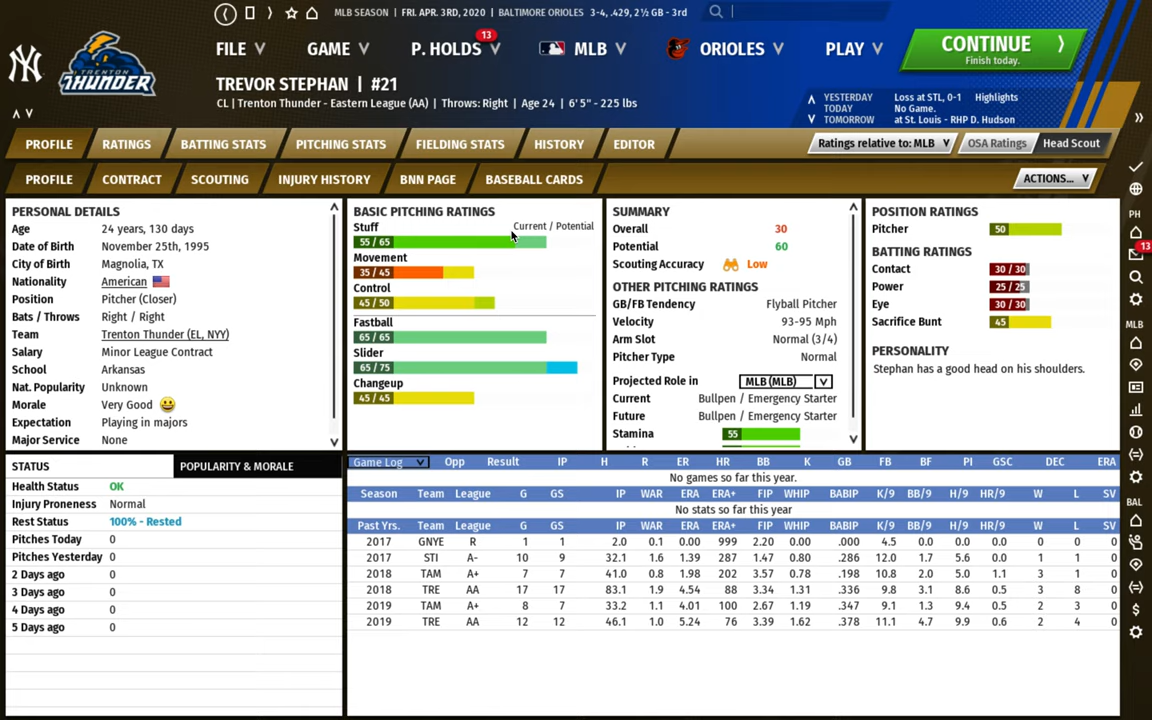 MLB SEASON | FRI. APR. 3RD, 2020 | BALTIMORE ORIOLES 3-4, .429, 2½ GB - 3rd
FILE GAME P. HOLDS 13 MLB ORIOLES PLAY CONTINUE
Finish today.
TRENTON THUNDER
TREVOR STEPHAN | #21
CL | Trenton Thunder - Eastern League (AA) | Throws: Right | Age 24 | 6' 5" - 225 lbs
YESTERDAY Loss at STL, 0-1 Highlights
TODAY No Game.
TOMORROW at St. Louis - RHP D. Hudson
PROFILE RATINGS BATTING STATS PITCHING STATS FIELDING STATS HISTORY EDITOR Ratings relative to: MLB OSA Ratings Head Scout
PROFILE CONTRACT SCOUTING INJURY HISTORY BNN PAGE BASEBALL CARDS ACTIONS...
PERSONAL DETAILS
Age 24 years, 130 days
Date of Birth November 25th, 1995
City of Birth Magnolia, TX
Nationality American
Position Pitcher (Closer)
Bats / Throws Right / Right
Team Trenton Thunder (EL, NYY)
Salary Minor League Contract
School Arkansas
Nat. Popularity Unknown
Morale Very Good
Expectation Playing in majors
Major Service None
BASIC PITCHING RATINGS
Stuff Current / Potential
55 / 65
Movement
35 / 45
Control
45 / 50
Fastball
65 / 65
Slider
65 / 75
Changeup
45 / 45
SUMMARY
Overall 30
Potential 60
Scouting Accuracy Low
OTHER PITCHING RATINGS
GB/FB Tendency Flyball Pitcher
Velocity 93-95 Mph
Arm Slot Normal (3/4)
Pitcher Type Normal
Projected Role in MLB (MLB)
Current Bullpen / Emergency Starter
Future Bullpen / Emergency Starter
Stamina 55
POSITION RATINGS
Pitcher 50
BATTING RATINGS
Contact 30 / 30
Power 25 / 25
Eye 30 / 30
Sacrifice Bunt 45
PERSONALITY
Stephan has a good head on his shoulders.
PH
13
MLB
BAL
STATUS POPULARITY & MORALE
Health Status OK
Injury Proneness Normal
Rest Status 100% - Rested
Pitches Today 0
Pitches Yesterday 0
2 Days ago 0
3 Days ago 0
4 Days ago 0
5 Days ago 0
Game Log Opp Result IP H R ER HR BB K GB FB BF PI GSC DEC ERA
No games so far this year.
Season Team League G GS IP WAR ERA ERA+ FIP WHIP BABIP K/9 BB/9 H/9 HR/9 W L SV
No stats so far this year
Past Yrs. Team League G GS IP WAR ERA ERA+ FIP WHIP BABIP K/9 BB/9 H/9 HR/9 W L SV
2017 GNYE R 1 1 2.0 0.1 0.00 999 2.20 0.00 .000 4.5 0.0 0.0 0.0 0 0 0
2017 STI A- 10 9 32.1 1.6 1.39 287 1.47 0.80 .286 12.0 1.7 5.6 0.0 1 1 0
2018 TAM A+ 7 7 41.0 0.8 1.98 202 3.57 0.78 .198 10.8 2.0 5.0 1.1 3 1 0
2018 TRE AA 17 17 83.1 1.9 4.54 88 3.34 1.31 .336 9.8 3.1 8.6 0.5 3 8 0
2019 TAM A+ 8 7 33.2 1.1 4.01 100 2.67 1.19 .347 9.1 1.3 9.4 0.5 2 3 0
2019 TRE AA 12 12 46.1 1.0 5.24 76 3.39 1.62 .378 11.1 4.7 9.9 0.6 2 4 0